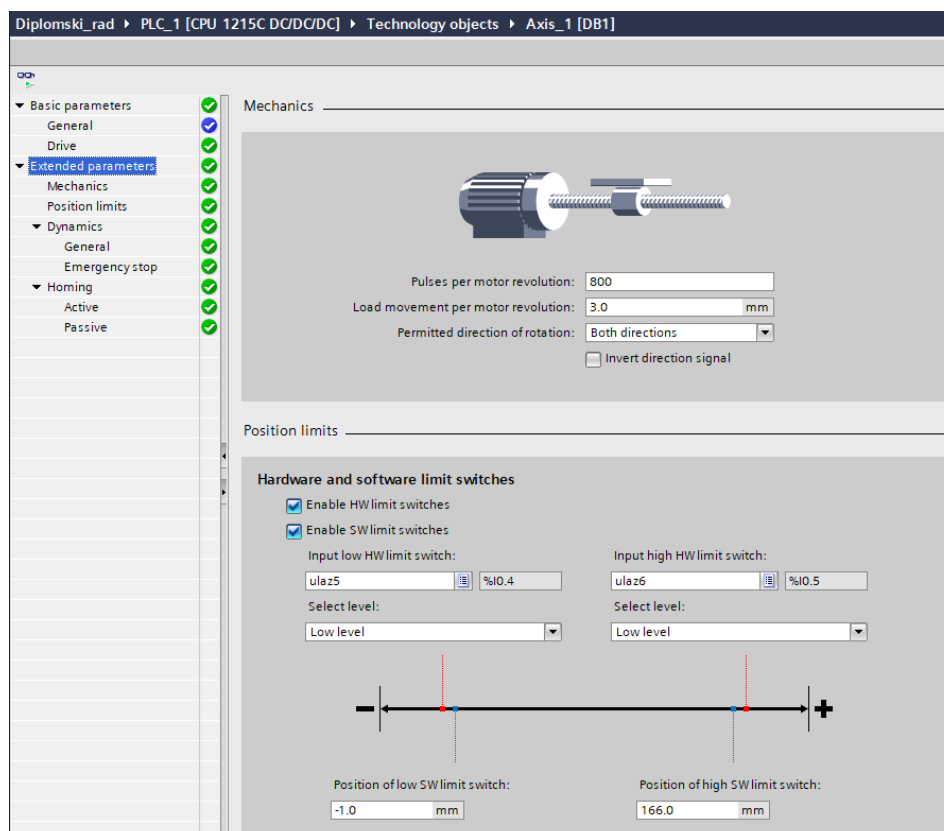 Diplomski_rad ▸ PLC_1 [CPU 1215C DC/DC/DC] ▸ Technology objects ▸ Axis_1 [DB1]
Basic parameters
General
Drive
Extended parameters
Mechanics
Position limits
Dynamics
General
Emergency stop
Homing
Active
Passive
Mechanics
Pulses per motor revolution: 800
Load movement per motor revolution: 3.0 mm
Permitted direction of rotation: Both directions
Invert direction signal
Position limits
Hardware and software limit switches
Enable HW limit switches
Enable SW limit switches
Input low HW limit switch: Input high HW limit switch:
ulaz5 %I0.4 ulaz6 %I0.5
Select level: Select level:
Low level Low level
− +
Position of low SW limit switch: Position of high SW limit switch:
-1.0 mm 166.0 mm